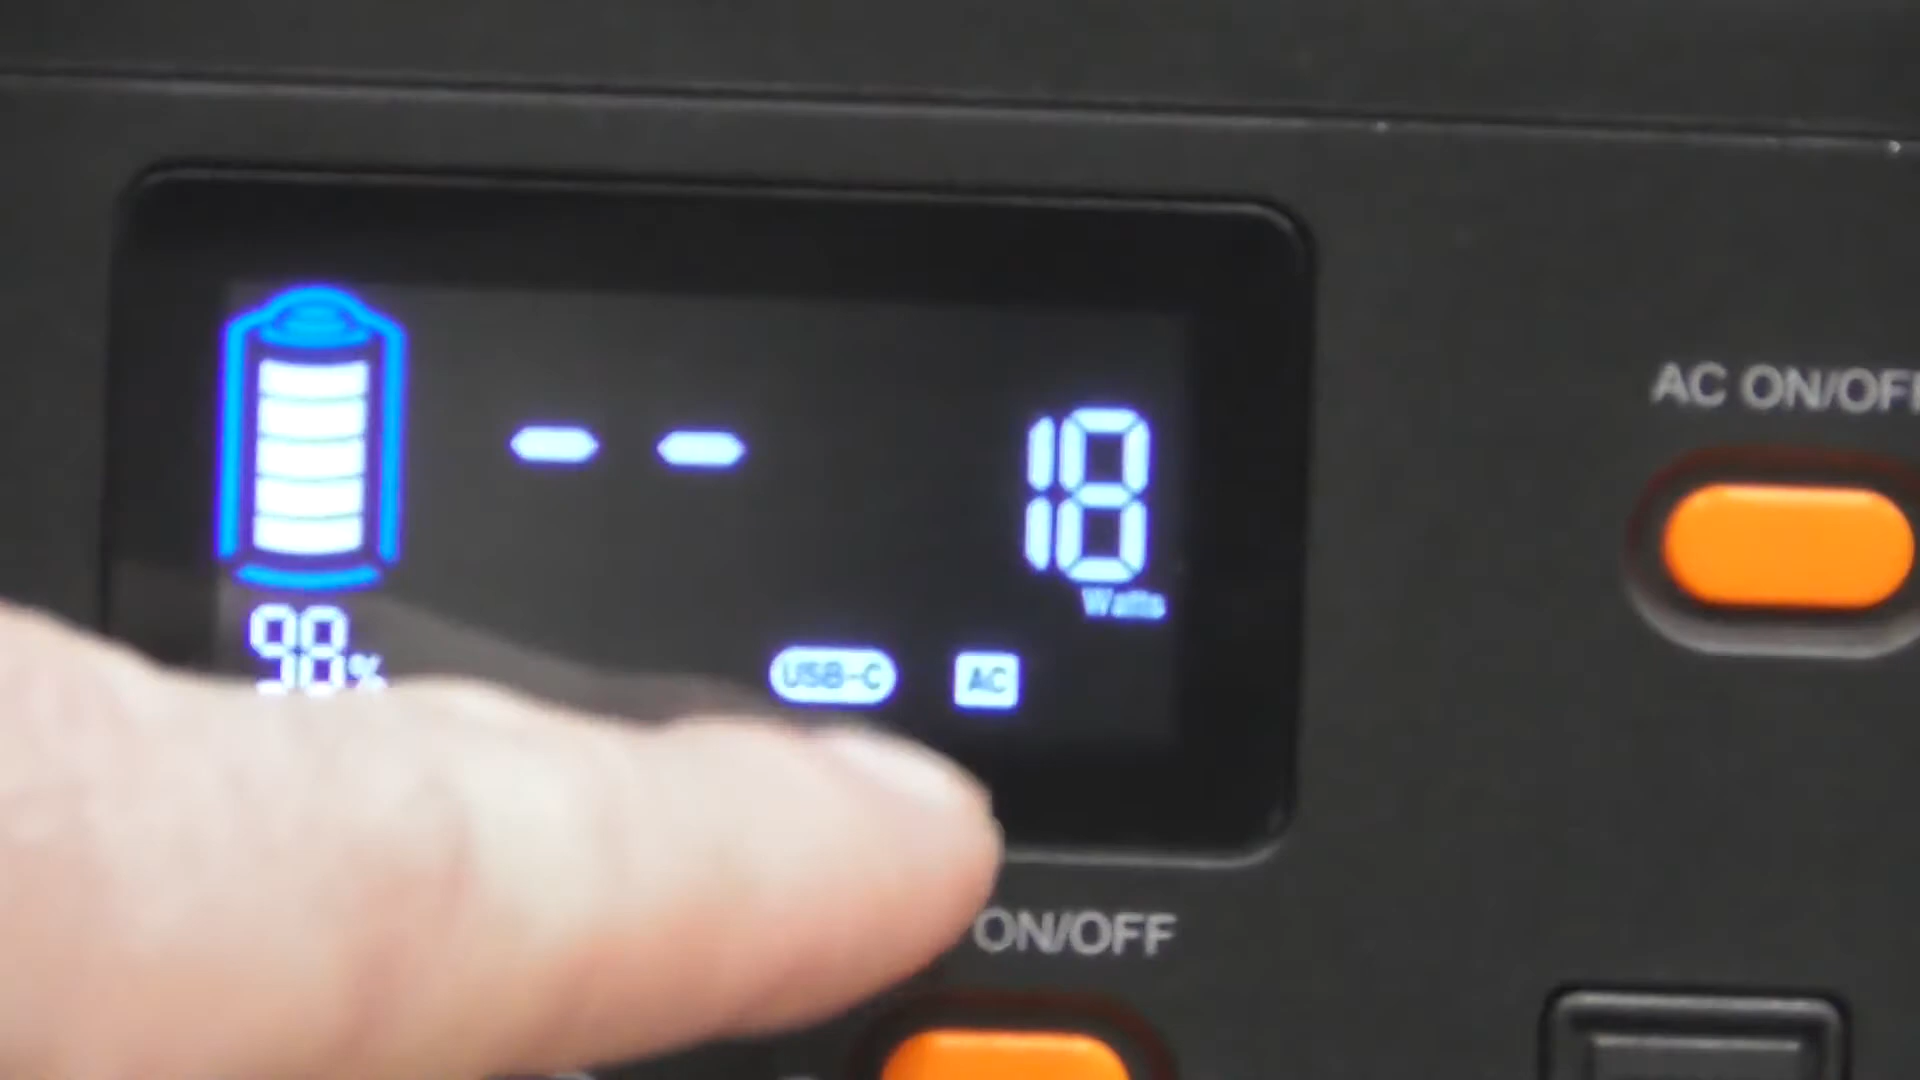 AC ON/OFF
-- 18
Watts
98%
USB-C AC
ON/OFF